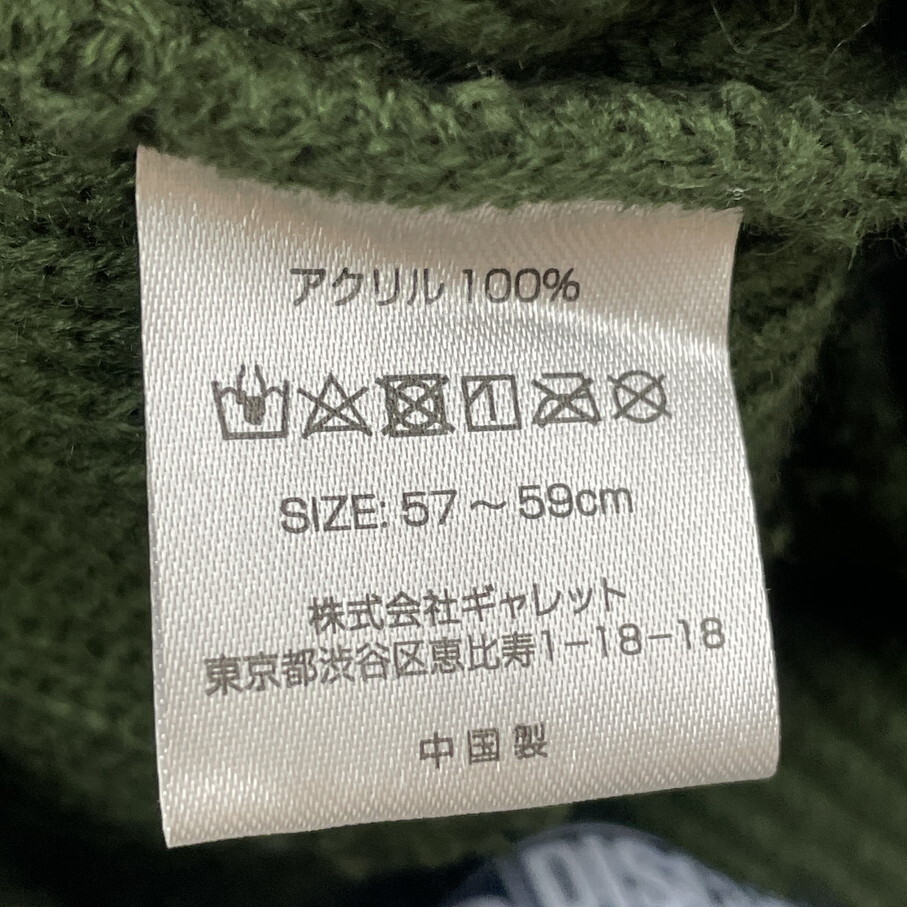 アクリル 100%
SIZE: 57 ～ 59cm
株式会社ギャレット
東京都渋谷区恵比寿1-18-18
中国製